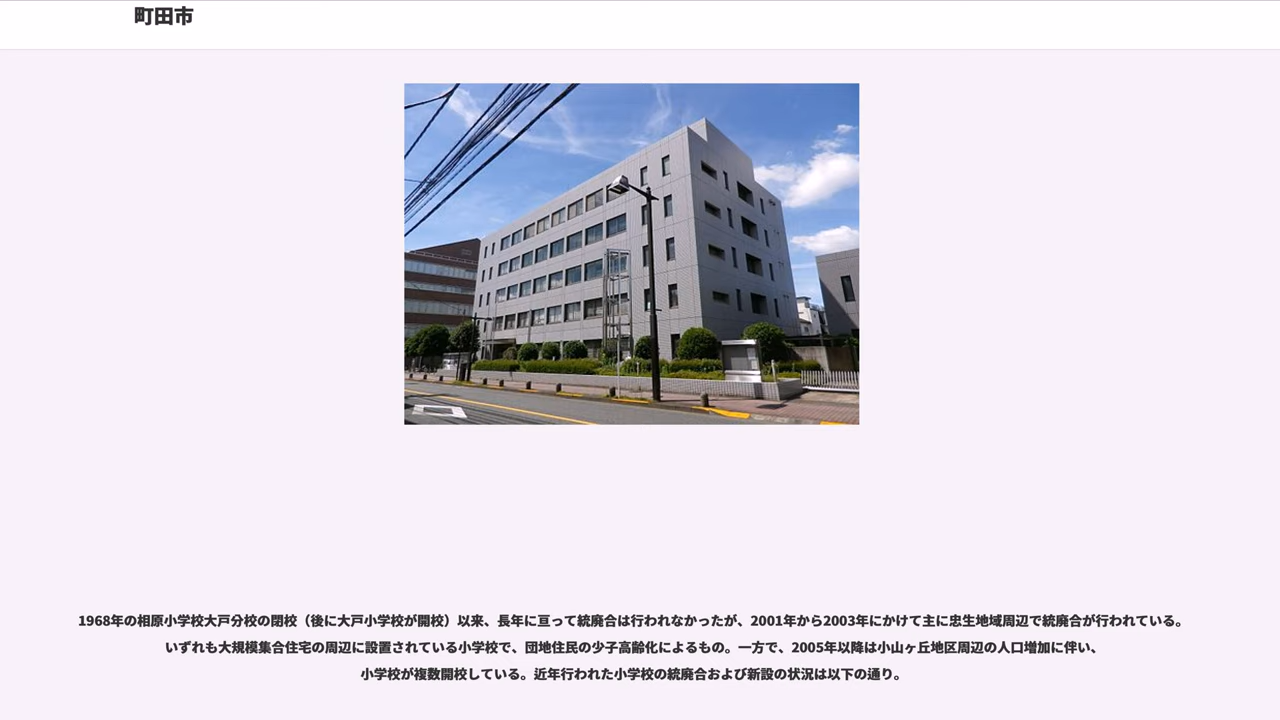 町田市
1968年の相原小学校大戸分校の閉校（後に大戸小学校が開校）以来、長年に亘って統廃合は行われなかったが、2001年から2003年にかけて主に忠生地域周辺で統廃合が行われている。
いずれも大規模集合住宅の周辺に設置されている小学校で、団地住民の少子高齢化によるもの。一方で、2005年以降は小山ヶ丘地区周辺の人口増加に伴い、
小学校が複数開校している。近年行われた小学校の統廃合および新設の状況は以下の通り。